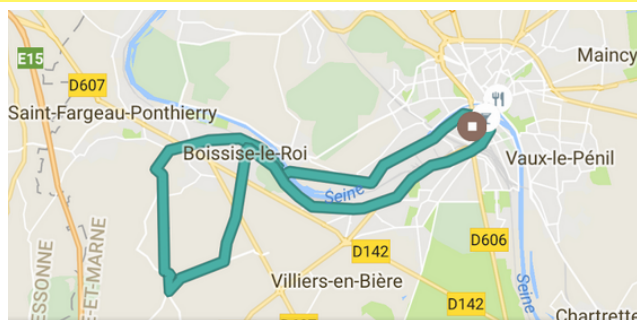 E15
Maincy
D607
Saint-Fargeau-Ponthierry
Boissise-le-Roi
Vaux-le-Pénil
Seine
D142
D606
ESSONNE
E-ET-MARNE
Villiers-en-Bière
D142
Seine
Chartrette